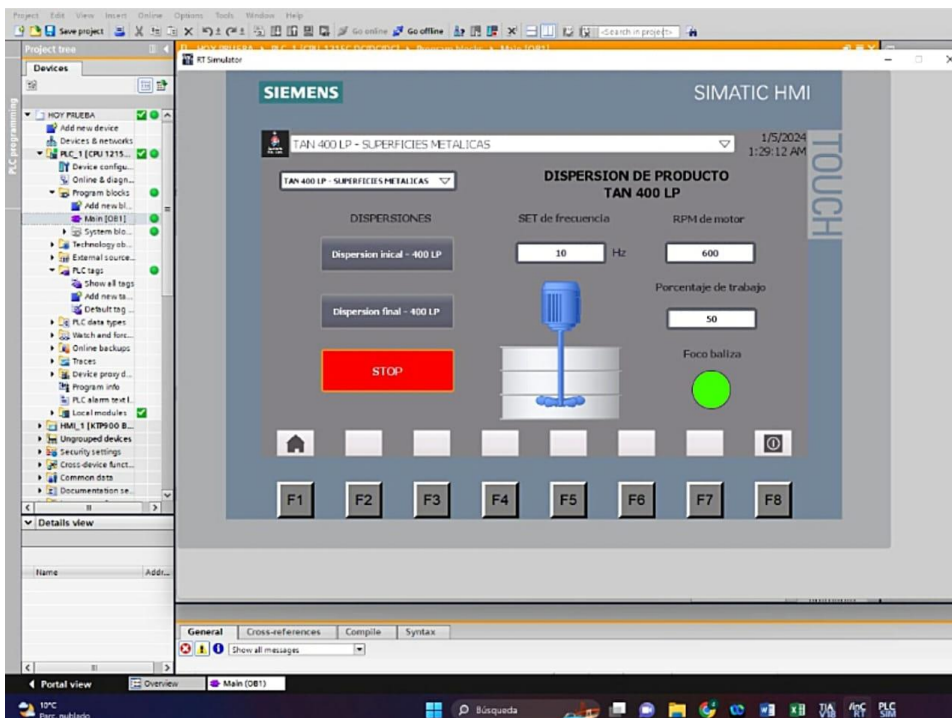 Project Edit View Insert Online Options Tools Window Help
Save project
Go online
Go offline
<Search in project>
Project tree
Devices
PLC programming
HOY PRUEBA
Add new device
Devices & networks
PLC_1 [CPU 1215...
Device configu...
Online & diagn...
Program blocks
Add new bl...
Main [OB1]
System blo...
Technology ob...
External source...
PLC tags
Show all tags
Add new ta...
Default tag ...
PLC data types
Watch and forc...
Online backups
Traces
Device proxy d...
Program info
PLC alarm text l...
Local modules
HMI_1 [KTP900 B...
Ungrouped devices
Security settings
Cross-device funct...
Common data
Documentation se...
Details view
Name Addr...
RT Simulator
SIEMENS
SIMATIC HMI
TOUCH
TAN 400 LP - SUPERFICIES METALICAS
1/5/2024
1:29:12 AM
TAN 400 LP - SUPERFICIES METALICAS
DISPERSION DE PRODUCTO
TAN 400 LP
DISPERSIONES
SET de frecuencia
RPM de motor
Dispersion inical - 400 LP
10 Hz
600
Porcentaje de trabajo
Dispersion final - 400 LP
50
STOP
Foco baliza
F1 F2 F3 F4 F5 F6 F7 F8
General Cross-references Compile Syntax
Show all messages
Portal view
Overview
Main (OB1)
10°C
Parc. nublado
Búsqueda